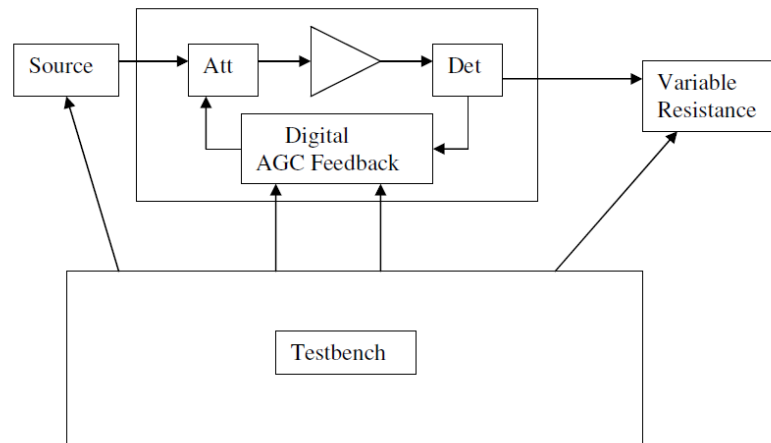 Source
Att
Det
Variable
Resistance
Digital
AGC Feedback
Testbench